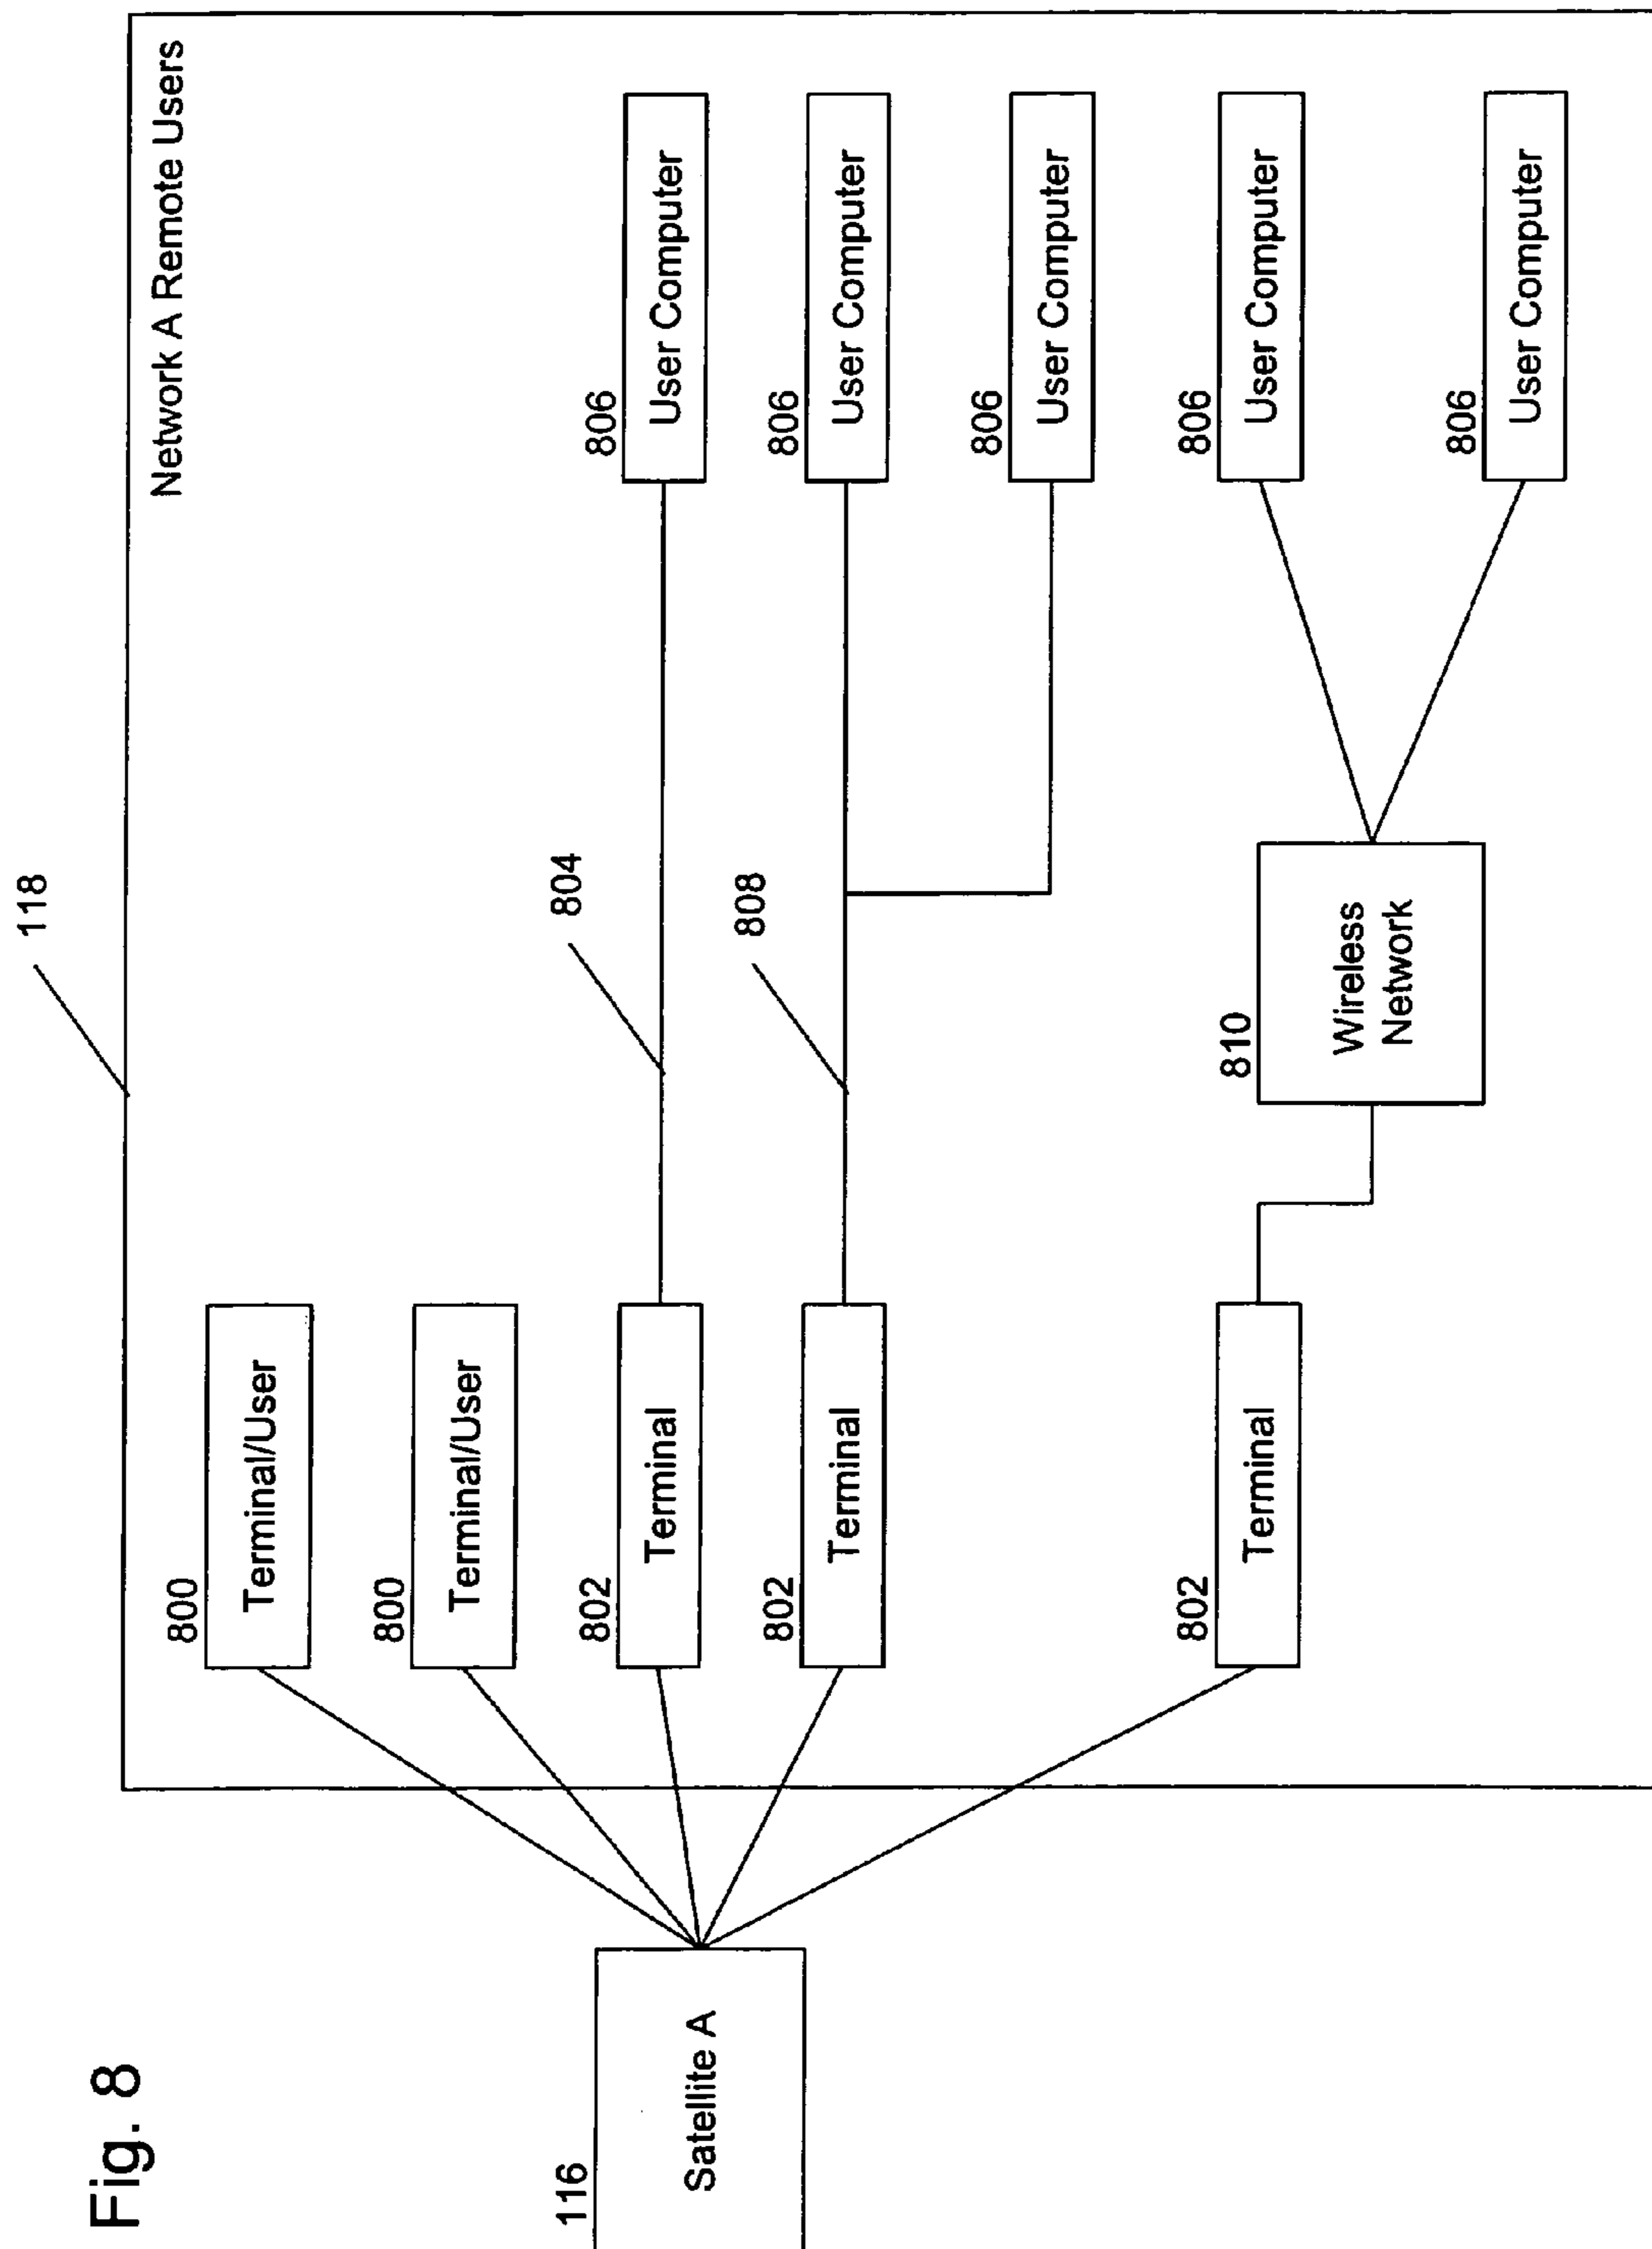 Fig. 8
118
Network A Remote Users
116
Satellite A
800
Terminal/User
800
Terminal/User
802
Terminal
804
806
User Computer
802
Terminal
808
806
User Computer
806
User Computer
802
Terminal
810
Wireless
Network
806
User Computer
806
User Computer